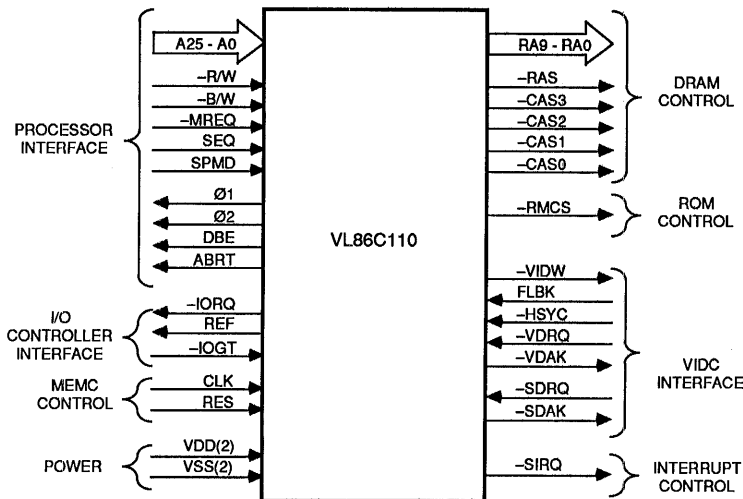 A25 - A0
–R/W
–B/W
–MREQ
SEQ
SPMD
Ø1
Ø2
DBE
ABRT
PROCESSOR
INTERFACE
–IORQ
REF
–IOGT
I/O
CONTROLLER
INTERFACE
CLK
RES
MEMC
CONTROL
VDD(2)
VSS(2)
POWER
VL86C110
RA9 - RA0
–RAS
–CAS3
–CAS2
–CAS1
–CAS0
DRAM
CONTROL
–RMCS
ROM
CONTROL
–VIDW
FLBK
–HSYC
–VDRQ
–VDAK
–SDRQ
–SDAK
VIDC
INTERFACE
–SIRQ
INTERRUPT
CONTROL